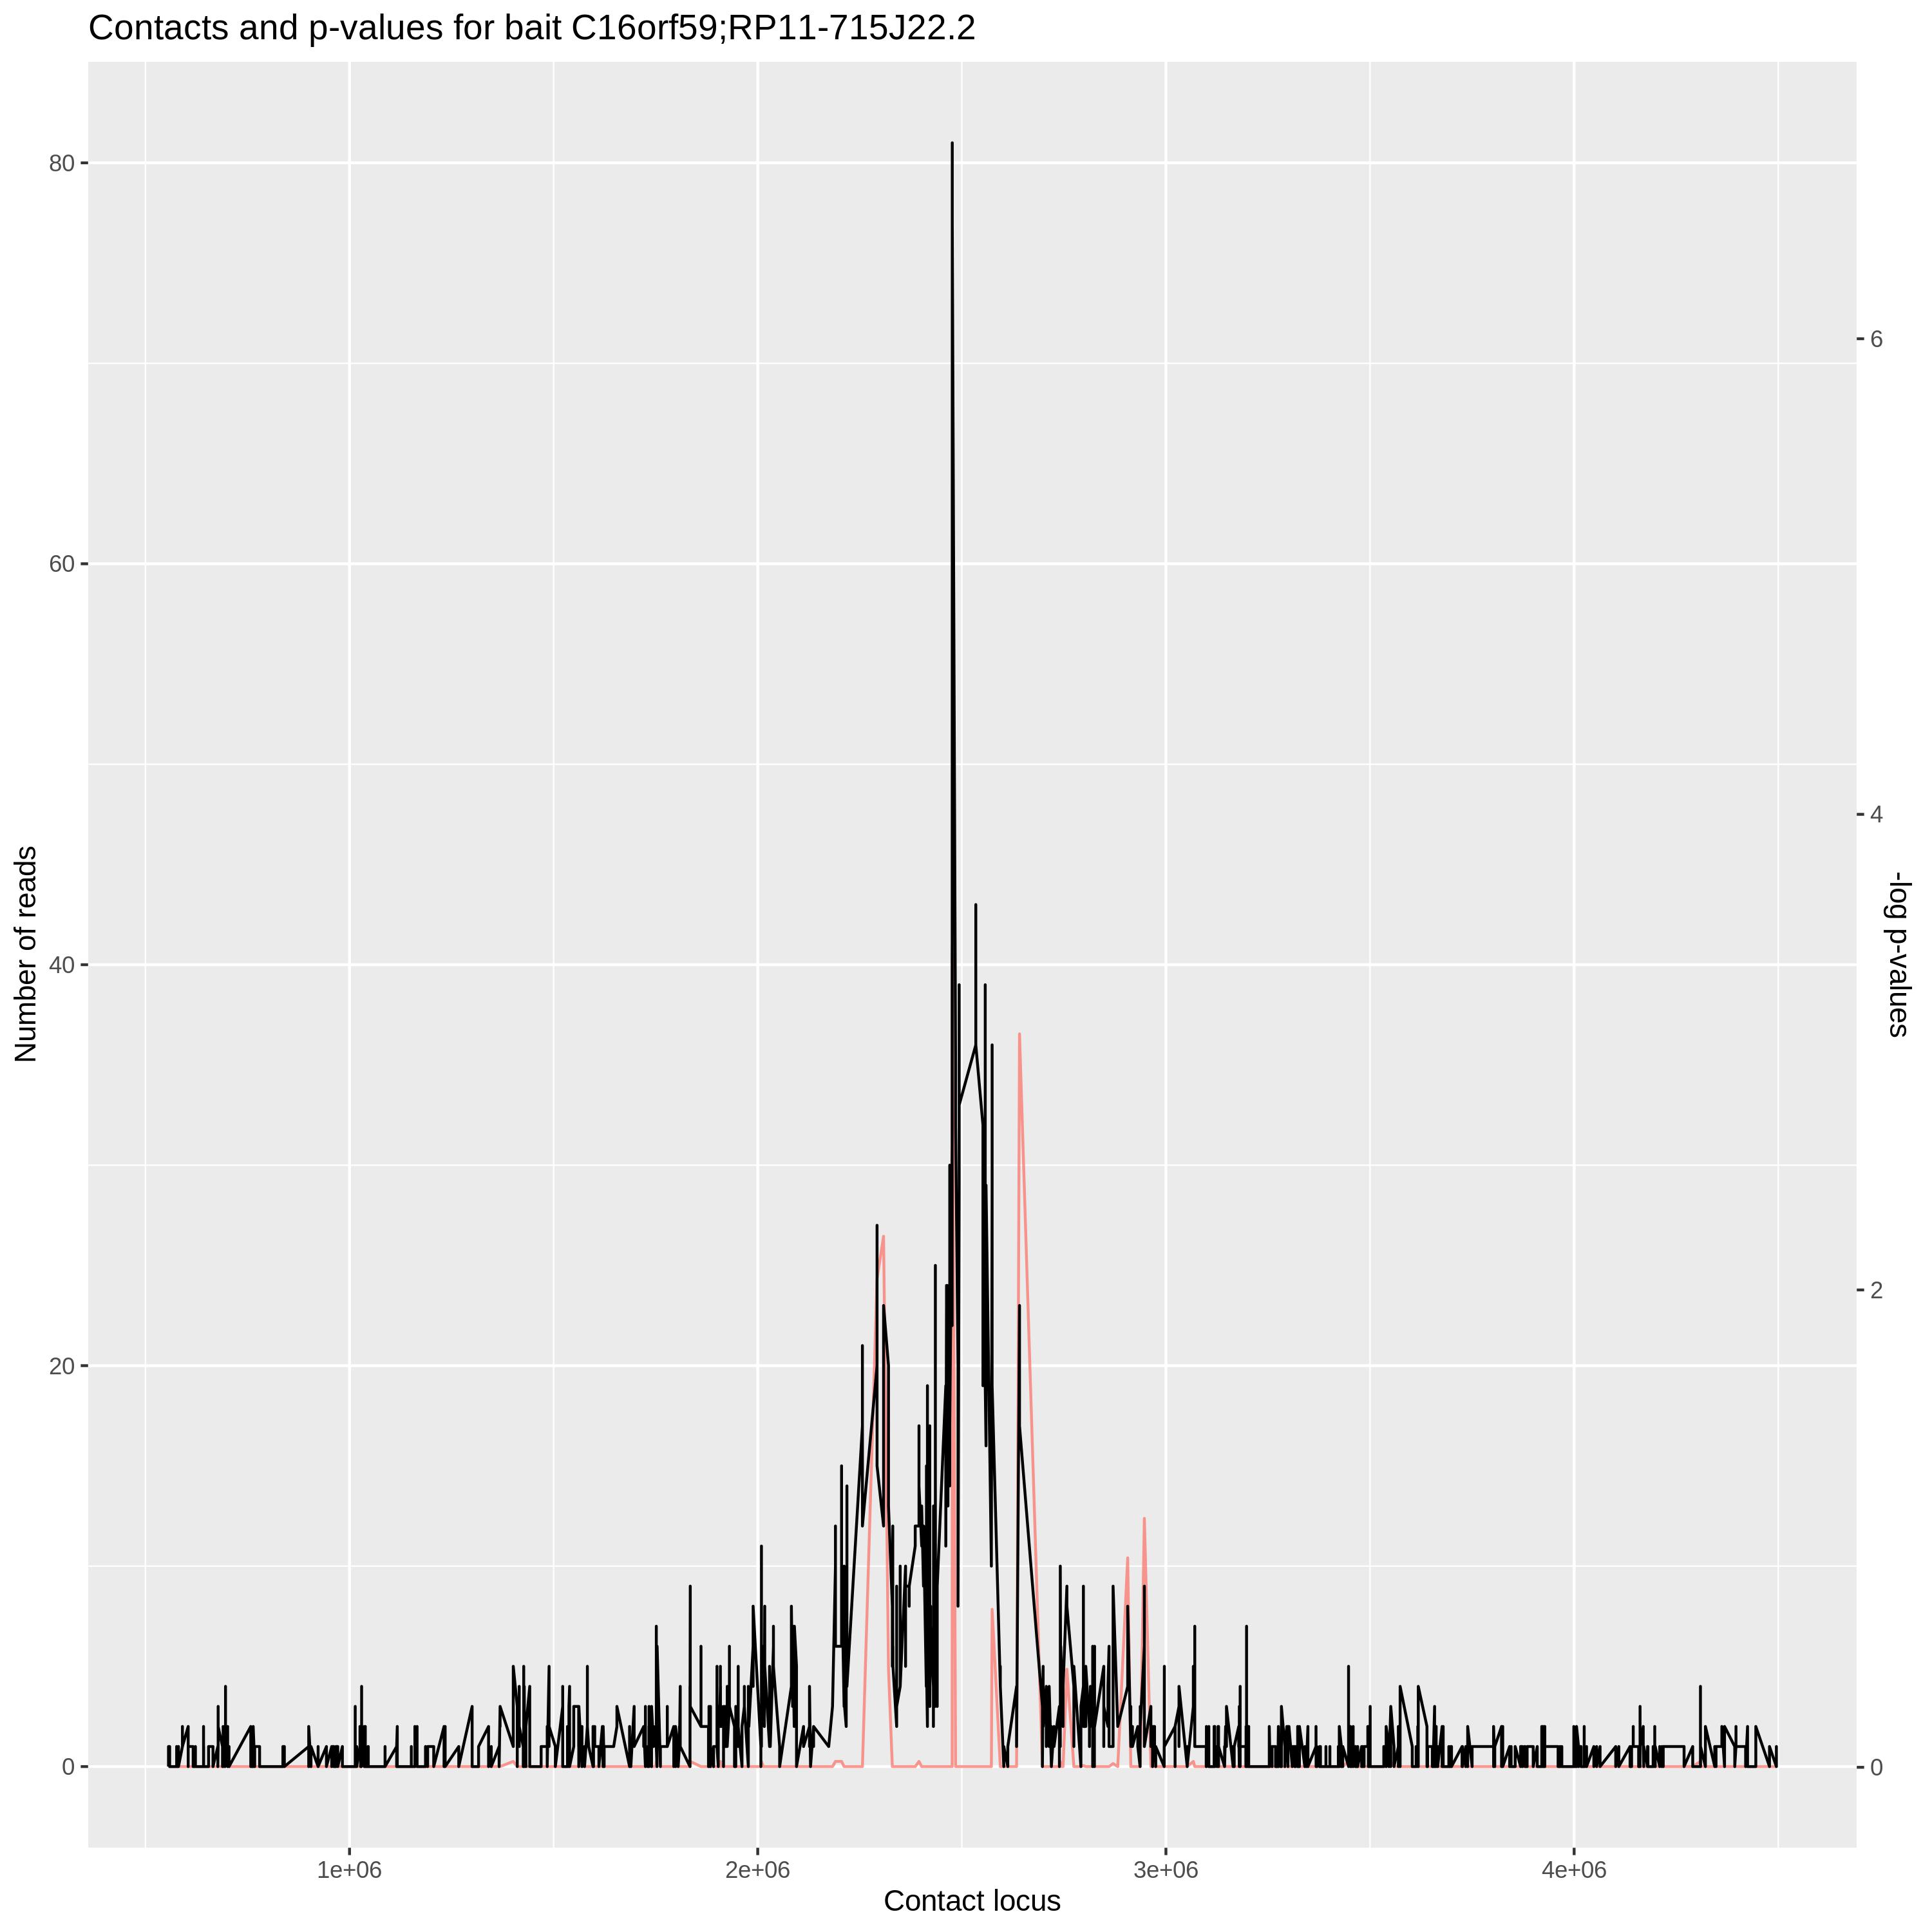 Contacts and p-values for bait C16orf59;RP11-715J22.2
80
60
40
20
0
Number of reads
6
4
2
0
-log p-values
1e+06
2e+06
3e+06
4e+06
Contact locus